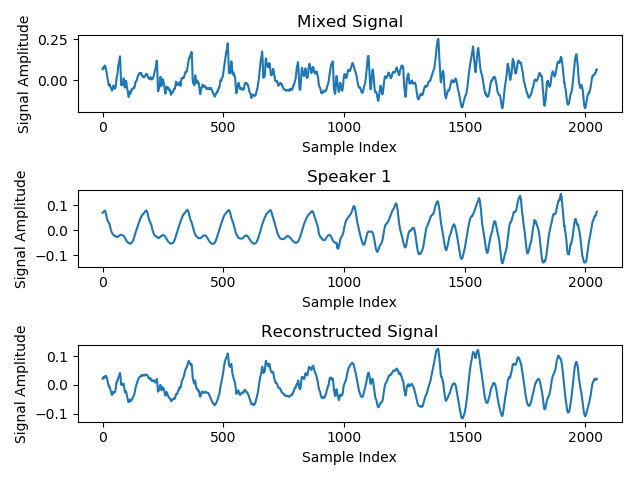 Mixed Signal
Signal Amplitude
0.25
0.00
0 500 1000 1500 2000
Sample Index
Speaker 1
Signal Amplitude
0.1
0.0
−0.1
0 500 1000 1500 2000
Sample Index
Reconstructed Signal
Signal Amplitude
0.1
0.0
−0.1
0 500 1000 1500 2000
Sample Index